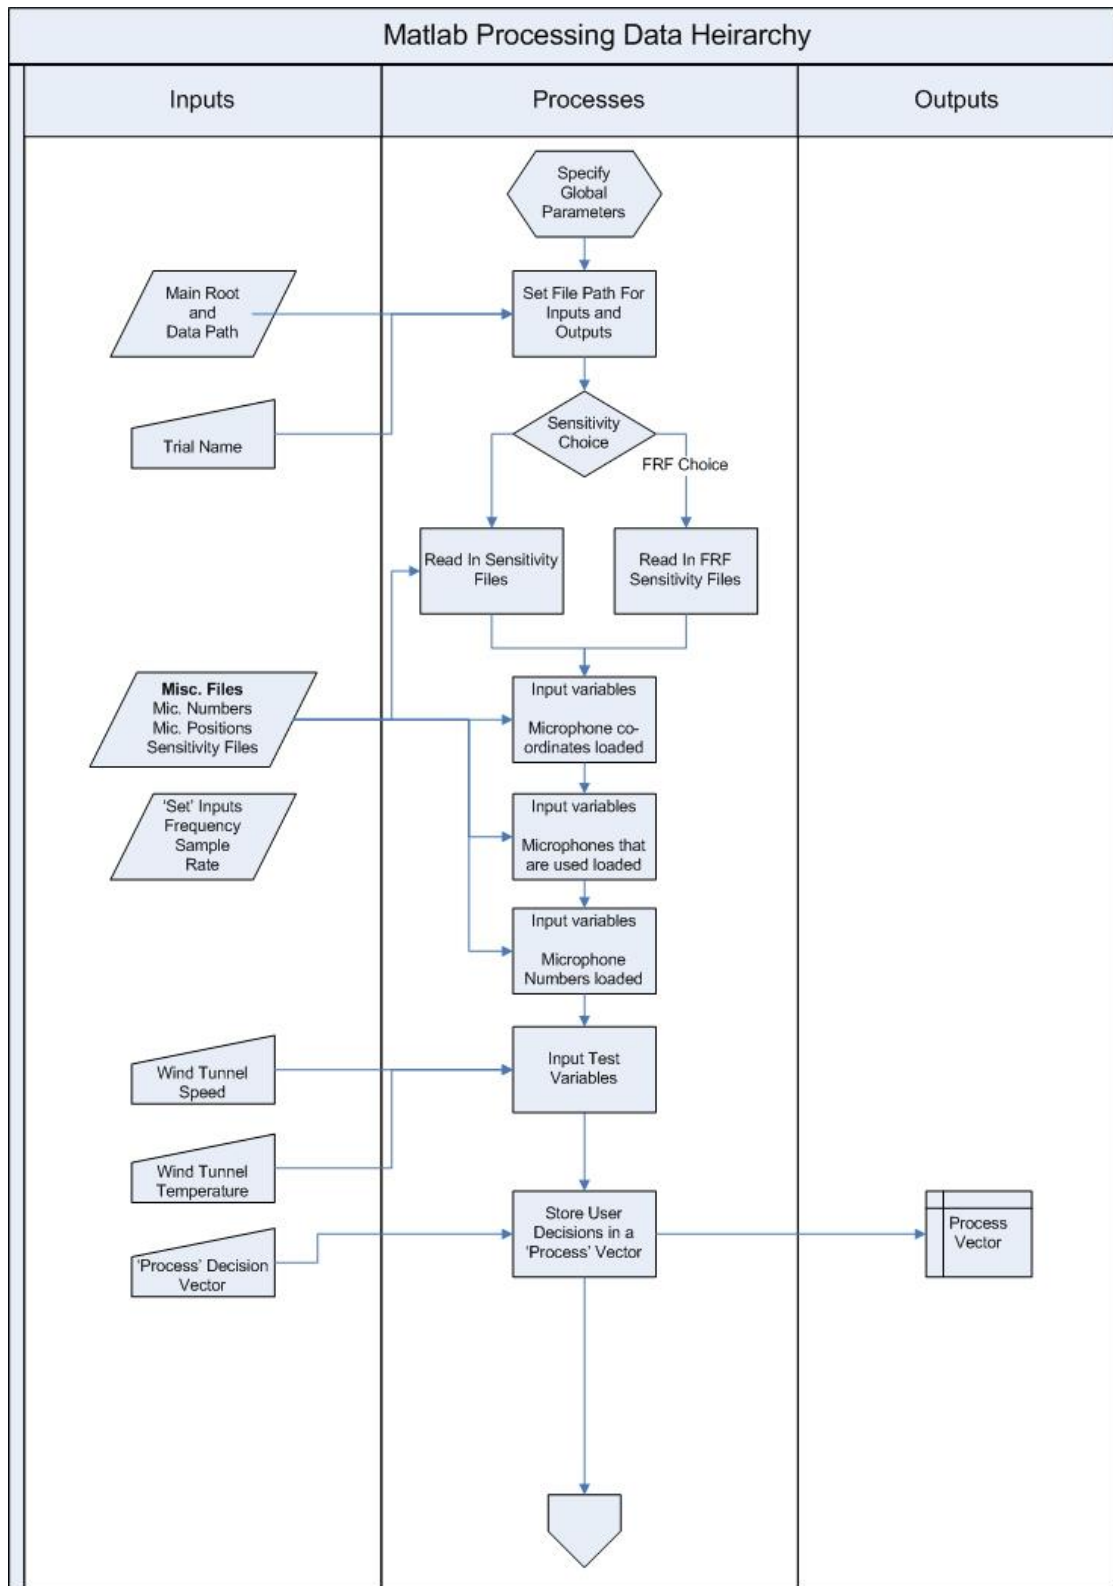 Matlab Processing Data Heirarchy
Inputs
Processes
Outputs
Specify
Global
Parameters
Main Root
and
Data Path
Set File Path For
Inputs and
Outputs
Trial Name
Sensitivity
Choice
FRF Choice
Read In Sensitivity
Files
Read In FRF
Sensitivity Files
Misc. Files
Mic. Numbers
Mic. Positions
Sensitivity Files
Input variables
Microphone co-
ordinates loaded
'Set' Inputs
Frequency
Sample
Rate
Input variables
Microphones that
are used loaded
Input variables
Microphone
Numbers loaded
Wind Tunnel
Speed
Input Test
Variables
Wind Tunnel
Temperature
Store User
Decisions in a
'Process' Vector
Process
Vector
'Process' Decision
Vector